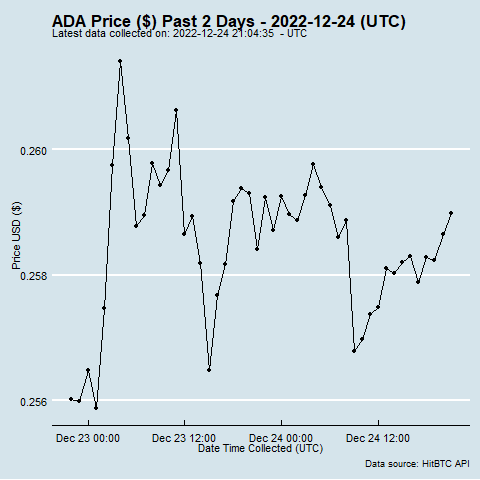 ADA Price ($) Past 2 Days - 2022-12-24 (UTC)
Latest data collected on: 2022-12-24 21:04:35 - UTC
0.260
0.258
0.256
Price USD ($)
Dec 23 00:00 Dec 23 12:00 Dec 24 00:00 Dec 24 12:00
Date Time Collected (UTC)
Data source: HitBTC API